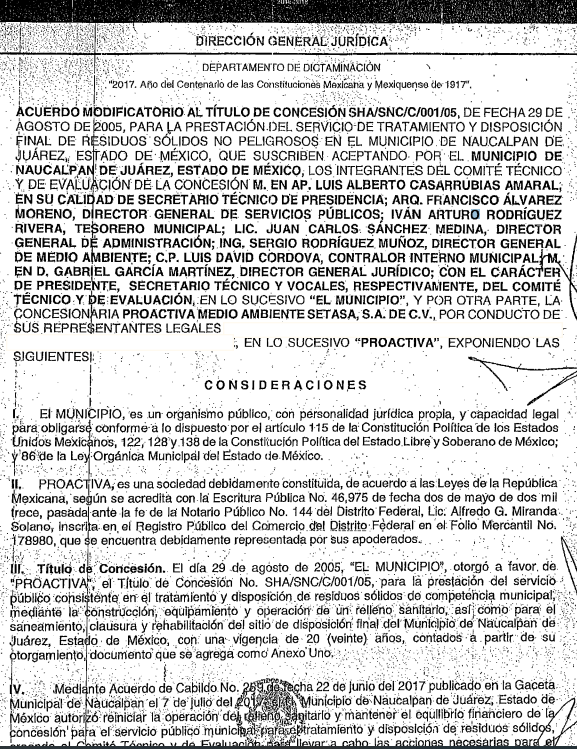 DIRECCIÓN GENERAL JURÍDICA
DEPARTAMENTO DE DICTAMINACIÓN
"2017. Año del Centenario de las Constituciones Mexicana y Mexiquense de 1917".
ACUERDO MODIFICATORIO AL TÍTULO DE CONCESIÓN SHA/SNC/C/001/05, DE FECHA 29 DE
AGOSTO DE 2005, PARA LA PRESTACIÓN DEL SERVICIO DE TRATAMIENTO Y DISPOSICIÓN
FINAL DE RESIDUOS SÓLIDOS NO PELIGROSOS EN EL MUNICIPIO DE NAUCALPAN DE
JUÁREZ, ESTADO DE MÉXICO, QUE SUSCRIBEN ACEPTANDO POR EL MUNICIPIO DE
NAUCALPAN DE JUÁREZ, ESTADO DE MÉXICO, LOS INTEGRANTES DEL COMITÉ TÉCNICO
Y DE EVALUACIÓN DE LA CONCESIÓN M. EN AP. LUIS ALBERTO CASARRUBIAS AMARAL,
EN SU CALIDAD DE SECRETARIO TÉCNICO DE PRESIDENCIA; ARQ. FRANCISCO ÁLVAREZ
MORENO, DIRECTOR GENERAL DE SERVICIOS PÚBLICOS; IVÁN ARTURO RODRÍGUEZ
RIVERA, TESORERO MUNICIPAL; LIC. JUAN CARLOS SÁNCHEZ MEDINA, DIRECTOR
GENERAL DE ADMINISTRACIÓN; ING. SERGIO RODRÍGUEZ MUÑOZ, DIRECTOR GENERAL
DE MEDIO AMBIENTE; C.P. LUIS DAVID CÓRDOVA, CONTRALOR INTERNO MUNICIPAL; M.
EN D. GABRIEL GARCÍA MARTÍNEZ, DIRECTOR GENERAL JURÍDICO; CON EL CARÁCTER
DE PRESIDENTE, SECRETARIO TÉCNICO Y VOCALES, RESPECTIVAMENTE, DEL COMITÉ
TÉCNICO Y DE EVALUACIÓN, EN LO SUCESIVO "EL MUNICIPIO", Y POR OTRA PARTE, LA
CONCESIONARIA PROACTIVA MEDIO AMBIENTE SETASA, S.A. DE C.V., POR CONDUCTO DE
SUS REPRESENTANTES LEGALES
, EN LO SUCESIVO "PROACTIVA", EXPONIENDO LAS
SIGUIENTES:
CONSIDERACIONES
I. El MUNICIPIO, es un organismo público, con personalidad jurídica propia, y capacidad legal
para obligarse conforme a lo dispuesto por el artículo 115 de la Constitución Política de los Estados
Unidos Mexicanos, 122, 128 y 138 de la Constitución Política del Estado Libre y Soberano de México;
y 86 de la Ley Orgánica Municipal del Estado de México.
II. PROACTIVA, es una sociedad debidamente constituida, de acuerdo a las Leyes de la República
Mexicana, según se acredita con la Escritura Pública No. 46,975 de fecha dos de mayo de dos mil
trece, pasada ante la fe de la Notario Público No. 144 del Distrito Federal, Lic. Alfredo G. Miranda
Solano, inscrita en el Registro Público del Comercio del Distrito Federal en el Folio Mercantil No.
178980, que se encuentra debidamente representada por sus apoderados.
III. Título de Concesión. El día 29 de agosto de 2005, "EL MUNICIPIO", otorgó a favor de
"PROACTIVA", el Título de Concesión No. SHA/SNC/C/001/05, para la prestación del servicio
público consistente en el tratamiento y disposición de residuos sólidos de competencia municipal,
mediante la construcción, equipamiento y operación de un relleno sanitario, así como para el
saneamiento, clausura y rehabilitación del sitio de disposición final del Municipio de Naucalpan de
Juárez, Estado de México, con una vigencia de 20 (veinte) años, contados a partir de su
otorgamiento, documento que se agrega como Anexo Uno.
IV. Mediante Acuerdo de Cabildo No. 269 de fecha 22 de junio del 2017 publicado en la Gaceta
Municipal de Naucalpan el 7 de julio del 2017 el Municipio de Naucalpan de Juárez, Estado de
México autorizó reiniciar la operación del relleno sanitario y mantener el equilibrio financiero de la
concesión para el servicio público municipal para el tratamiento y disposición de residuos sólidos,
al Comité Técnico y de Evaluación para llevar a cabo las acciones necesarias para el